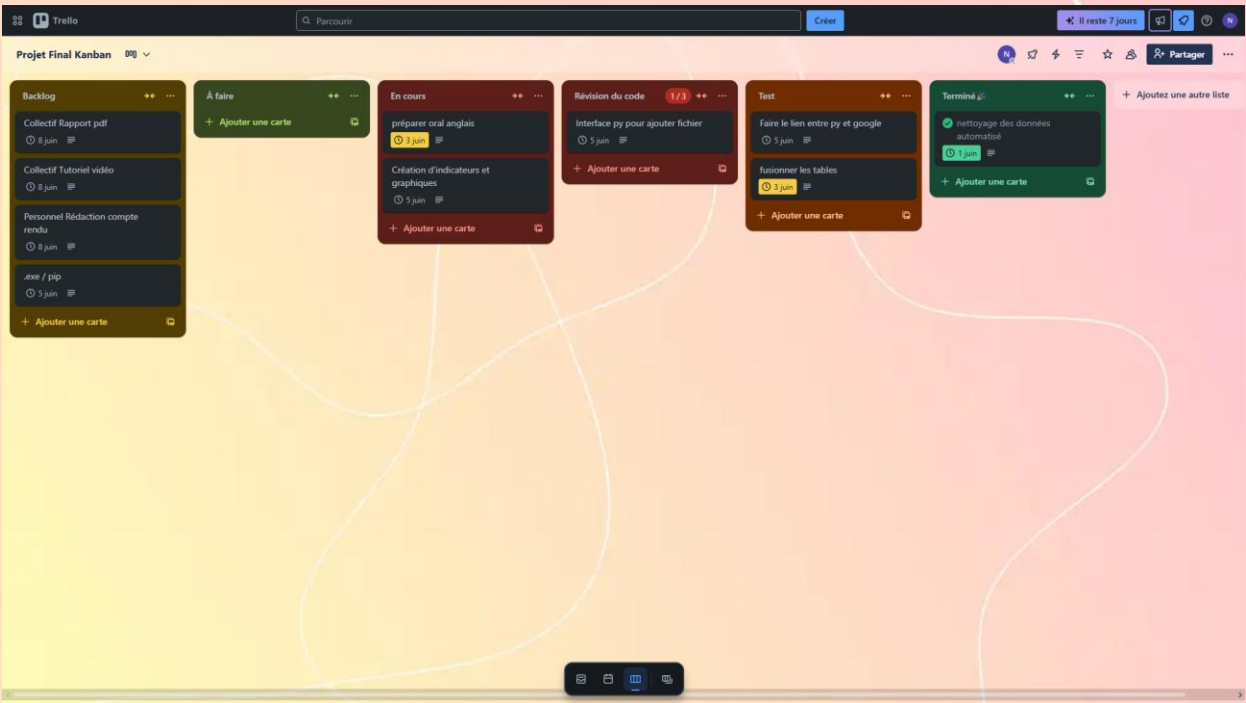 Trello
Parcourir
Créer
Il reste 7 jours
N
Projet Final Kanban
N
Partager
Backlog
Collectif Rapport pdf
8 juin
Collectif Tutoriel vidéo
8 juin
Personnel Rédaction compte
rendu
8 juin
.exe / pip
5 juin
+ Ajouter une carte
À faire
+ Ajouter une carte
En cours
préparer oral anglais
3 juin
Création d'indicateurs et
graphiques
5 juin
+ Ajouter une carte
Révision du code
1/3
Interface py pour ajouter fichier
5 juin
+ Ajouter une carte
Test
Faire le lien entre py et google
5 juin
fusionner les tables
3 juin
+ Ajouter une carte
Terminé🎉
nettoyage des données
automatisé
1 juin
+ Ajouter une carte
+ Ajoutez une autre liste